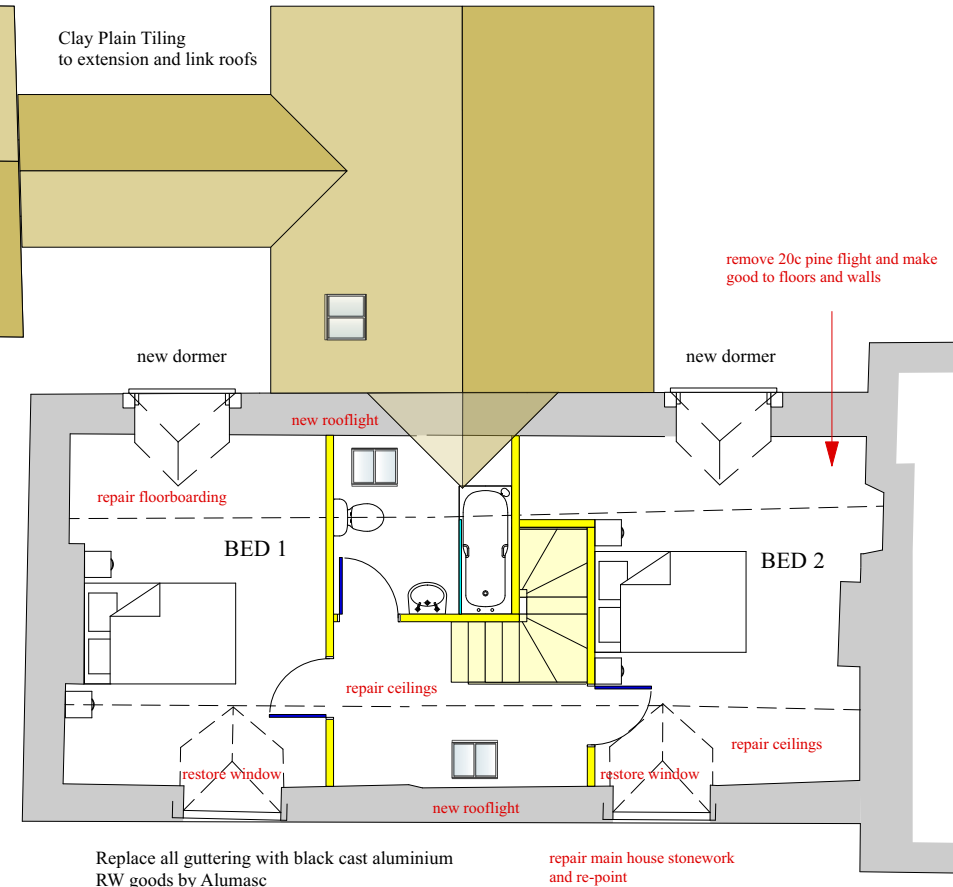 Clay Plain Tiling
to extension and link roofs
remove 20c pine flight and make
good to floors and walls
new dormer
new dormer
new rooflight
repair floorboarding
BED 1
BED 2
repair ceilings
repair ceilings
restore window
restore window
new rooflight
Replace all guttering with black cast aluminium
RW goods by Alumasc
repair main house stonework
and re-point